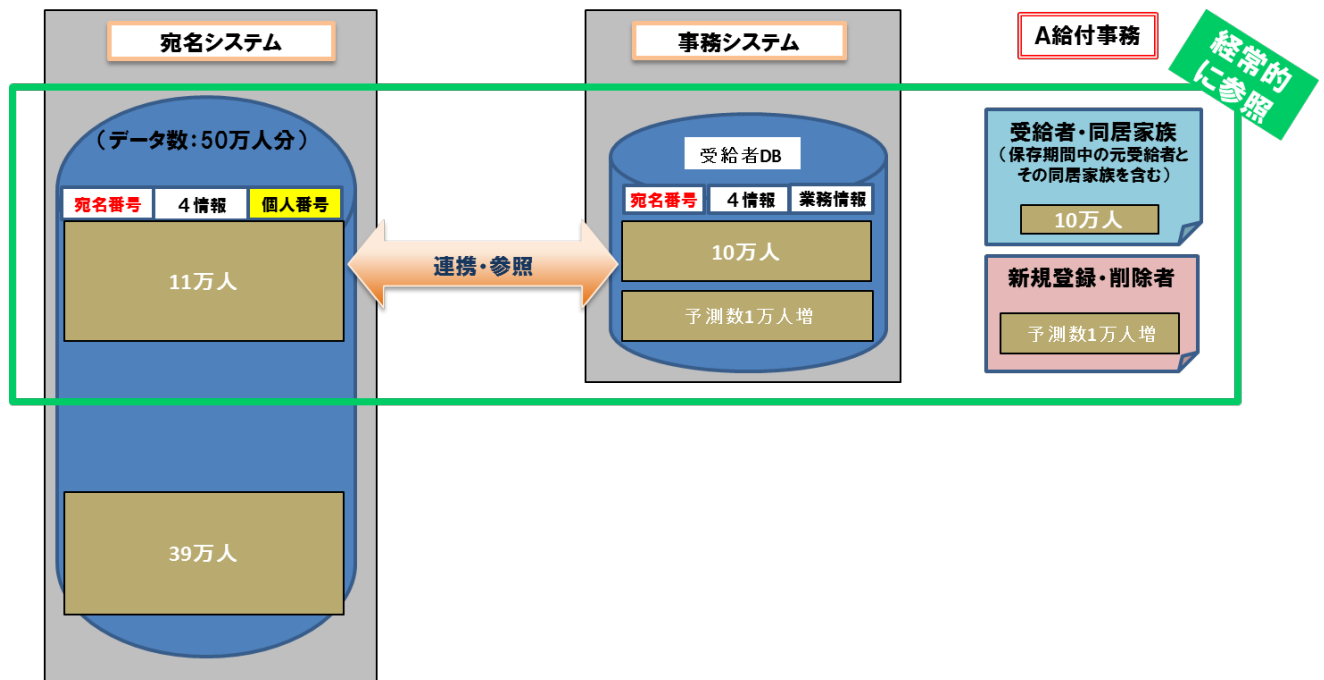 宛名システム
事務システム
A給付事務
経常的
に参照
（データ数：50万人分）
宛名番号
４情報
個人番号
11万人
39万人
連携・参照
受給者DB
宛名番号
４情報
業務情報
10万人
予測数1万人増
受給者・同居家族
（保存期間中の元受給者と
その同居家族を含む）
10万人
新規登録・削除者
予測数1万人増